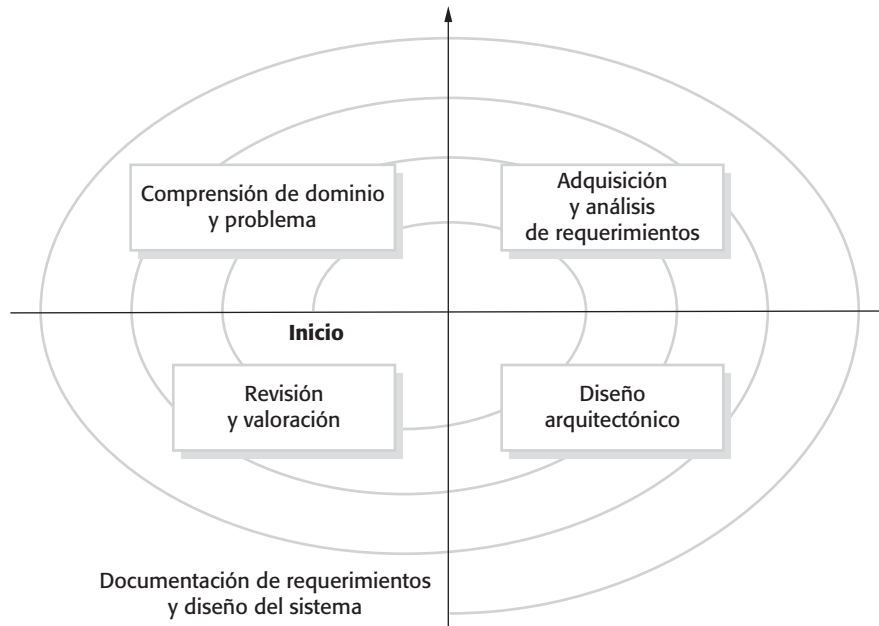 Comprensión de dominio
y problema
Adquisición
y análisis
de requerimientos
Inicio
Revisión
y valoración
Diseño
arquitectónico
Documentación de requerimientos
y diseño del sistema